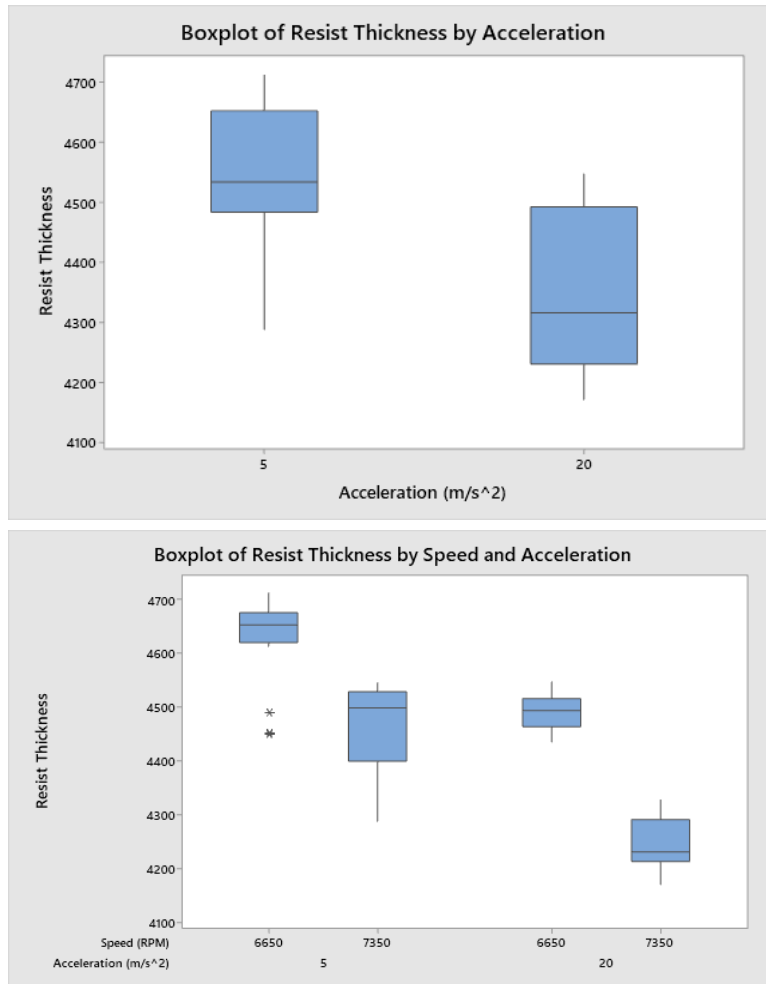 Boxplot of Resist Thickness by Acceleration
Resist Thickness
4700
4600
4500
4400
4300
4200
4100
5 20
Acceleration (m/s^2)
Boxplot of Resist Thickness by Speed and Acceleration
Resist Thickness
4700
4600
4500
4400
4300
4200
4100
Speed (RPM) 6650 7350 6650 7350
Acceleration (m/s^2) 5 20